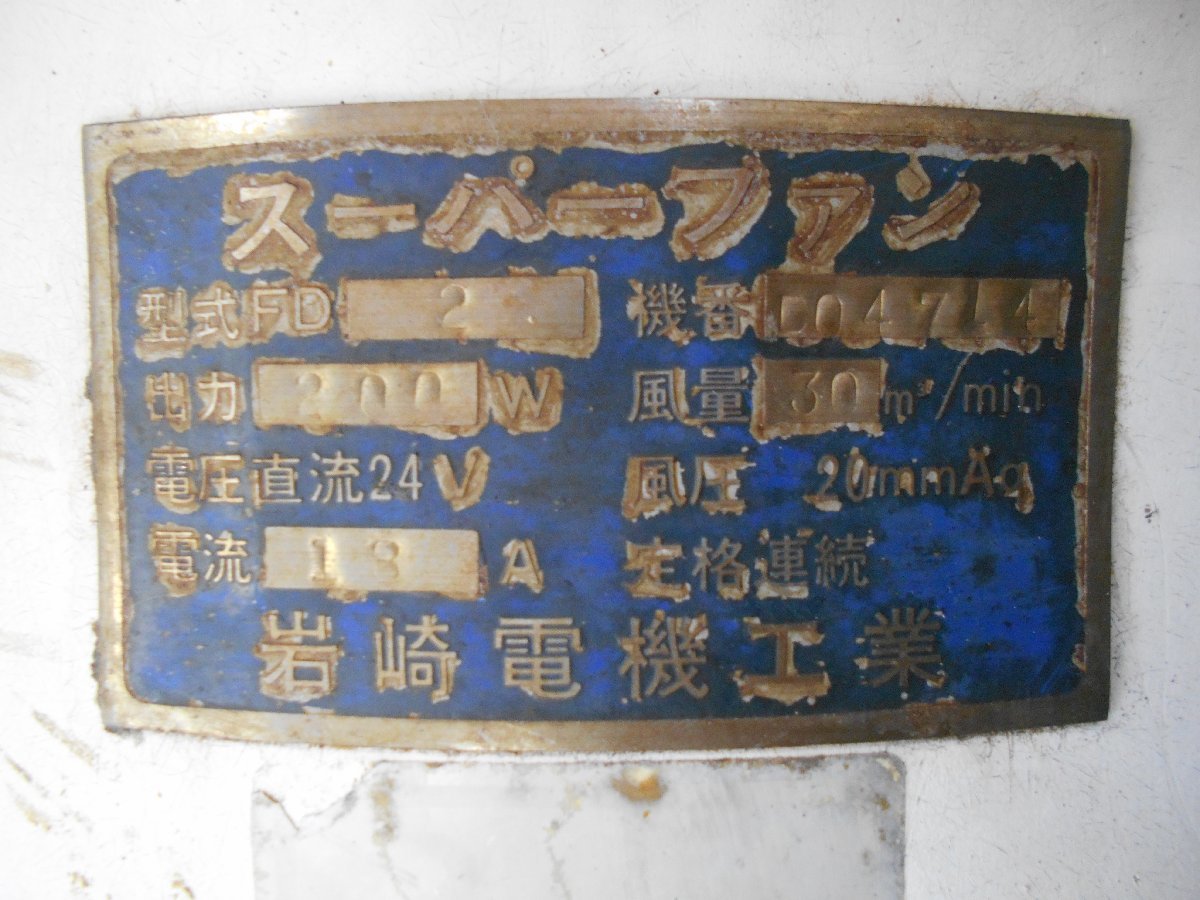 スーパーファン
型式FD 2 機番
出力 200 W 風量 30 m³/min
電圧直流24V 風圧 20mmAq
電流 13 A 定格連続
岩崎電機工業